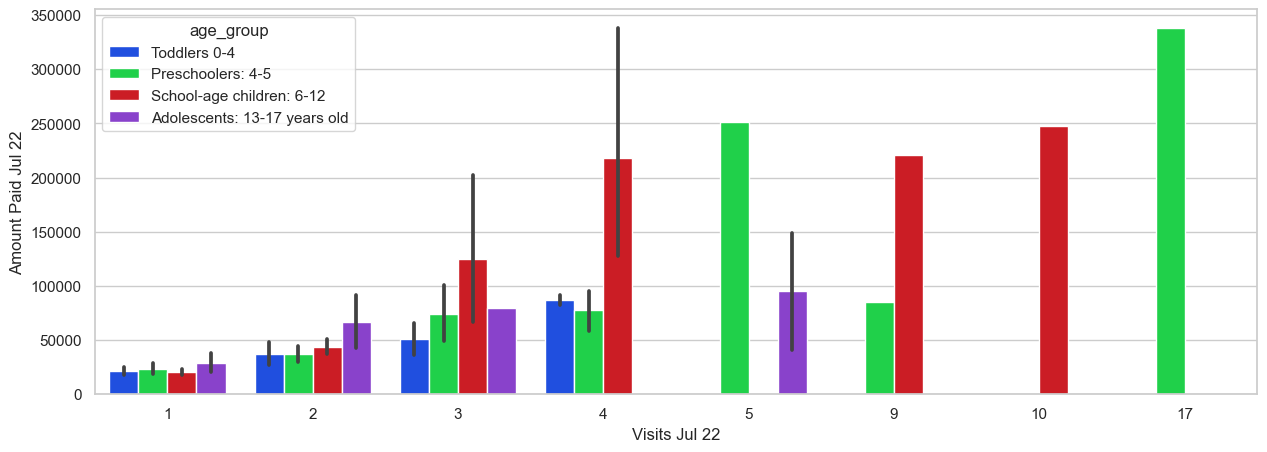 age_group
Toddlers 0-4
Preschoolers: 4-5
School-age children: 6-12
Adolescents: 13-17 years old
Amount Paid Jul 22
350000
300000
250000
200000
150000
100000
50000
0
1 2 3 4 5 9 10 17
Visits Jul 22